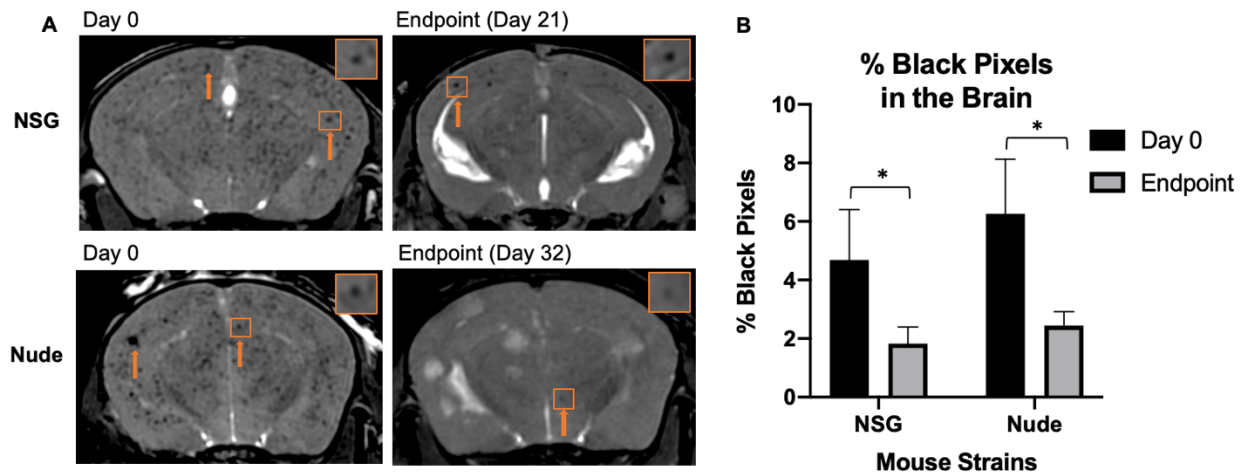 A
Day 0
Endpoint (Day 21)
NSG
Day 0
Endpoint (Day 32)
Nude
B
% Black Pixels
in the Brain
% Black Pixels
10
8
6
4
2
0
*
*
Day 0
Endpoint
NSG
Nude
Mouse Strains